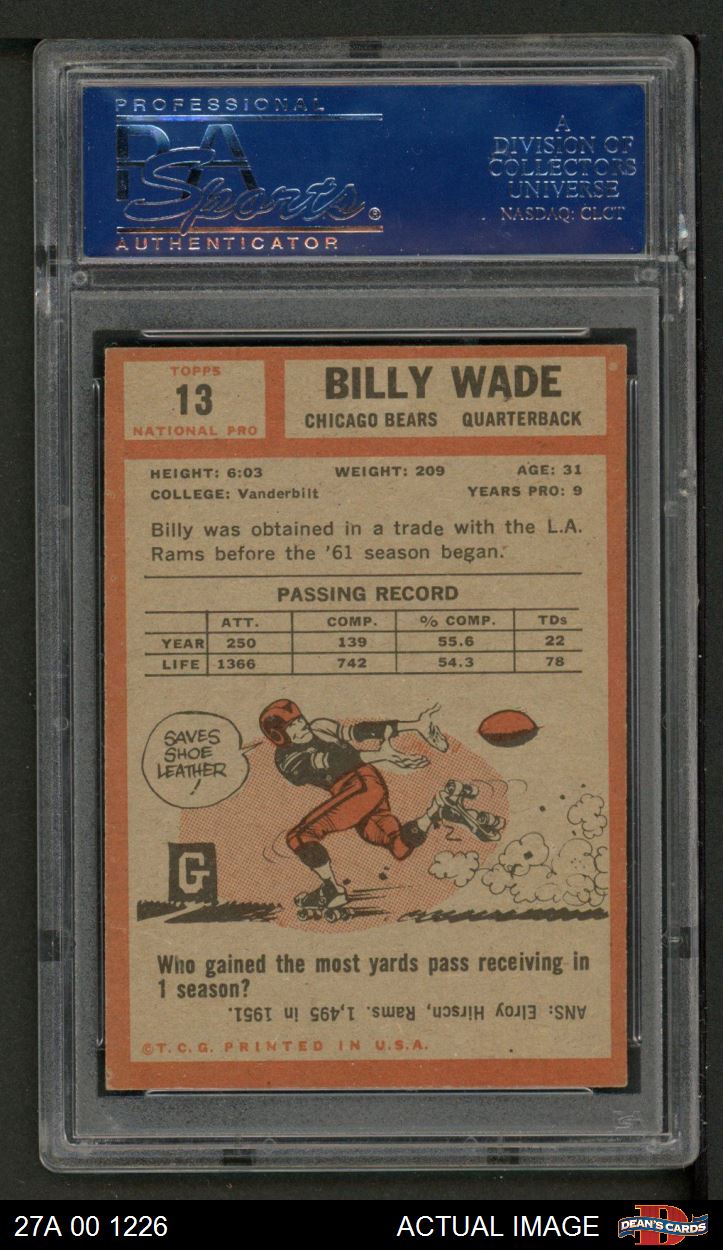 PROFESSIONAL
PSA
Sports®
AUTHENTICATOR
A
DIVISION OF
COLLECTORS
UNIVERSE
NASDAQ: CLCT
TOPPS
13
NATIONAL PRO
BILLY WADE
CHICAGO BEARS QUARTERBACK
HEIGHT: 6:03 WEIGHT: 209 AGE: 31
COLLEGE: Vanderbilt YEARS PRO: 9
Billy was obtained in a trade with the L.A.
Rams before the '61 season began.
PASSING RECORD
ATT. COMP. % COMP. TDs
YEAR 250 139 55.6 22
LIFE 1366 742 54.3 78
SAVES
SHOE
LEATHER
!
G
Who gained the most yards pass receiving in
1 season?
ANS: Elroy Hirsch, Rams. 1,495 in 1951.
©T.C.G. PRINTED IN U.S.A.
27A 00 1226 ACTUAL IMAGE
DEAN'S CARDS